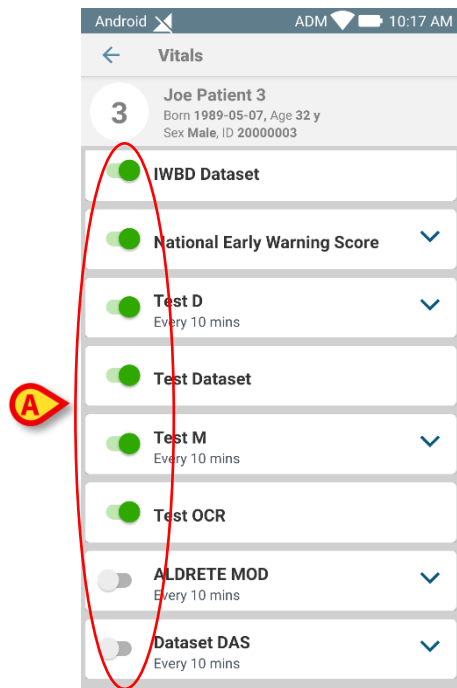 Android ADM 10:17 AM
Vitals
3
Joe Patient 3
Born 1989-05-07, Age 32 y
Sex Male, ID 20000003
IWBD Dataset
National Early Warning Score
Test D
Every 10 mins
Test Dataset
A
Test M
Every 10 mins
Test OCR
ALDRETE MOD
Every 10 mins
Dataset DAS
Every 10 mins